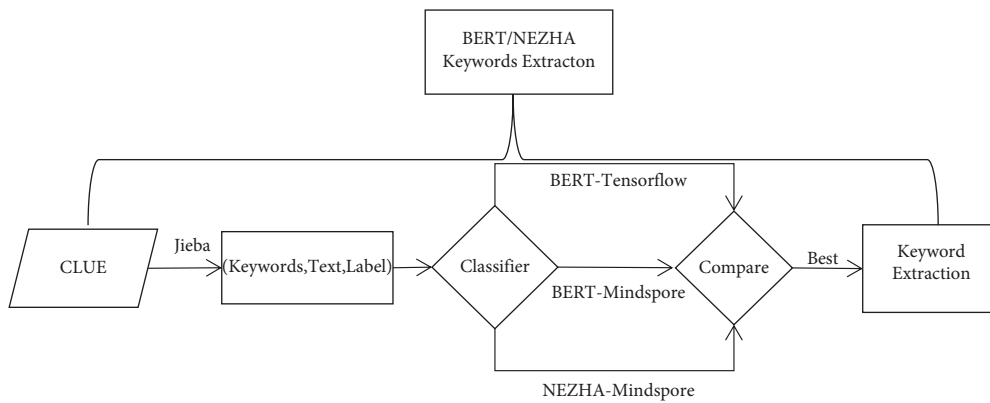 BERT/NEZHA
Keywords Extracton
BERT-Tensorflow
Jieba
CLUE
(Keywords,Text,Label)
Classifier
BERT-Mindspore
Compare
Best
Keyword
Extraction
NEZHA-Mindspore